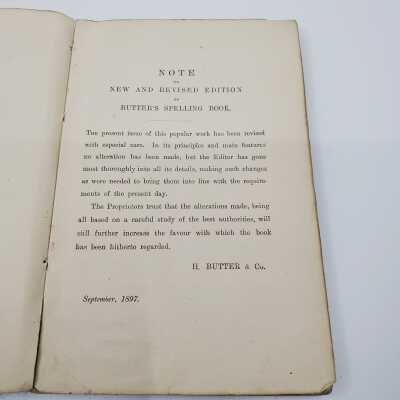 NOTE
TO
NEW AND REVISED EDITION
OF
BUTTER'S SPELLING BOOK.
The present issue of this popular work has been revised
with especial care. In its principles and main features
no alteration has been made, but the Editor has gone
most thoroughly into all its details, making such changes
as were needed to bring them into line with the require-
ments of the present day.
The Proprietors trust that the alterations made, being
all based on a careful study of the best authorities, will
still further increase the favour with which the book
has been hitherto regarded.
H. BUTTER & Co.
September, 1897.